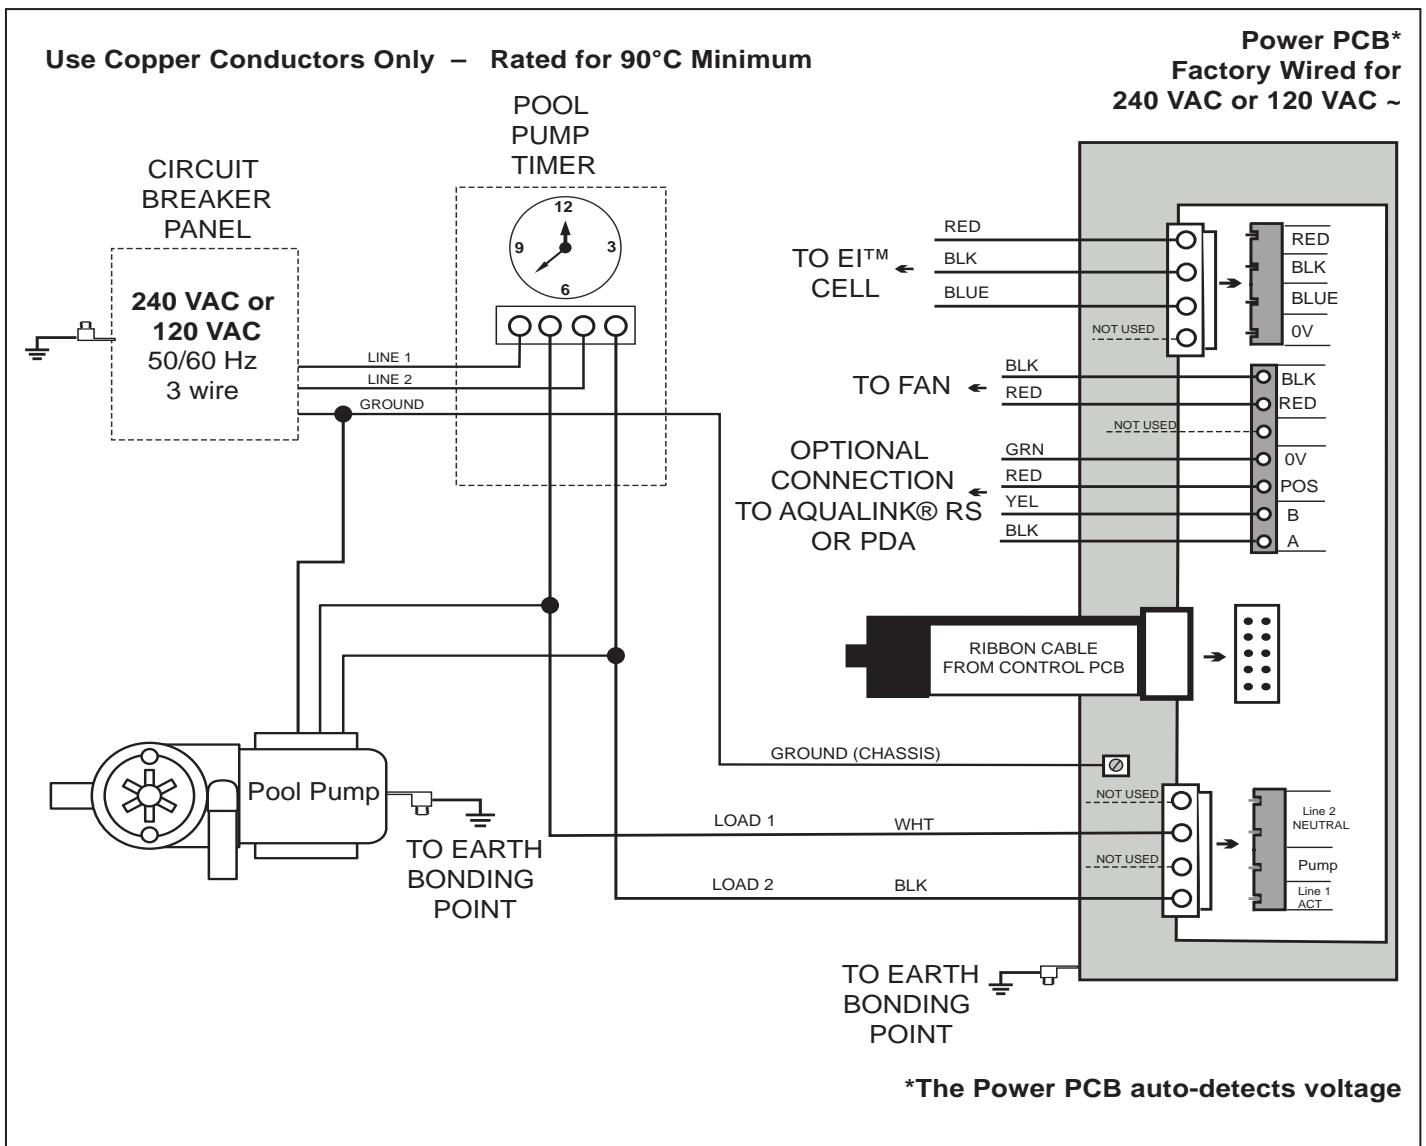 Use Copper Conductors Only – Rated for 90°C Minimum
Power PCB*
Factory Wired for
240 VAC or 120 VAC ~
POOL
PUMP
TIMER
CIRCUIT
BREAKER
PANEL
240 VAC or
120 VAC
50/60 Hz
3 wire
12
9
3
6
LINE 1
LINE 2
GROUND
TO EI™
CELL
RED
BLK
BLUE
NOT USED
RED
BLK
BLUE
0V
TO FAN
BLK
RED
NOT USED
BLK
RED
OPTIONAL
CONNECTION
TO AQUALINK® RS
OR PDA
GRN
RED
YEL
BLK
0V
POS
B
A
RIBBON CABLE
FROM CONTROL PCB
GROUND (CHASSIS)
Pool Pump
TO EARTH
BONDING
POINT
NOT USED
LOAD 1 WHT
NOT USED
LOAD 2 BLK
Line 2
NEUTRAL
Pump
Line 1
ACT
TO EARTH
BONDING
POINT
*The Power PCB auto-detects voltage